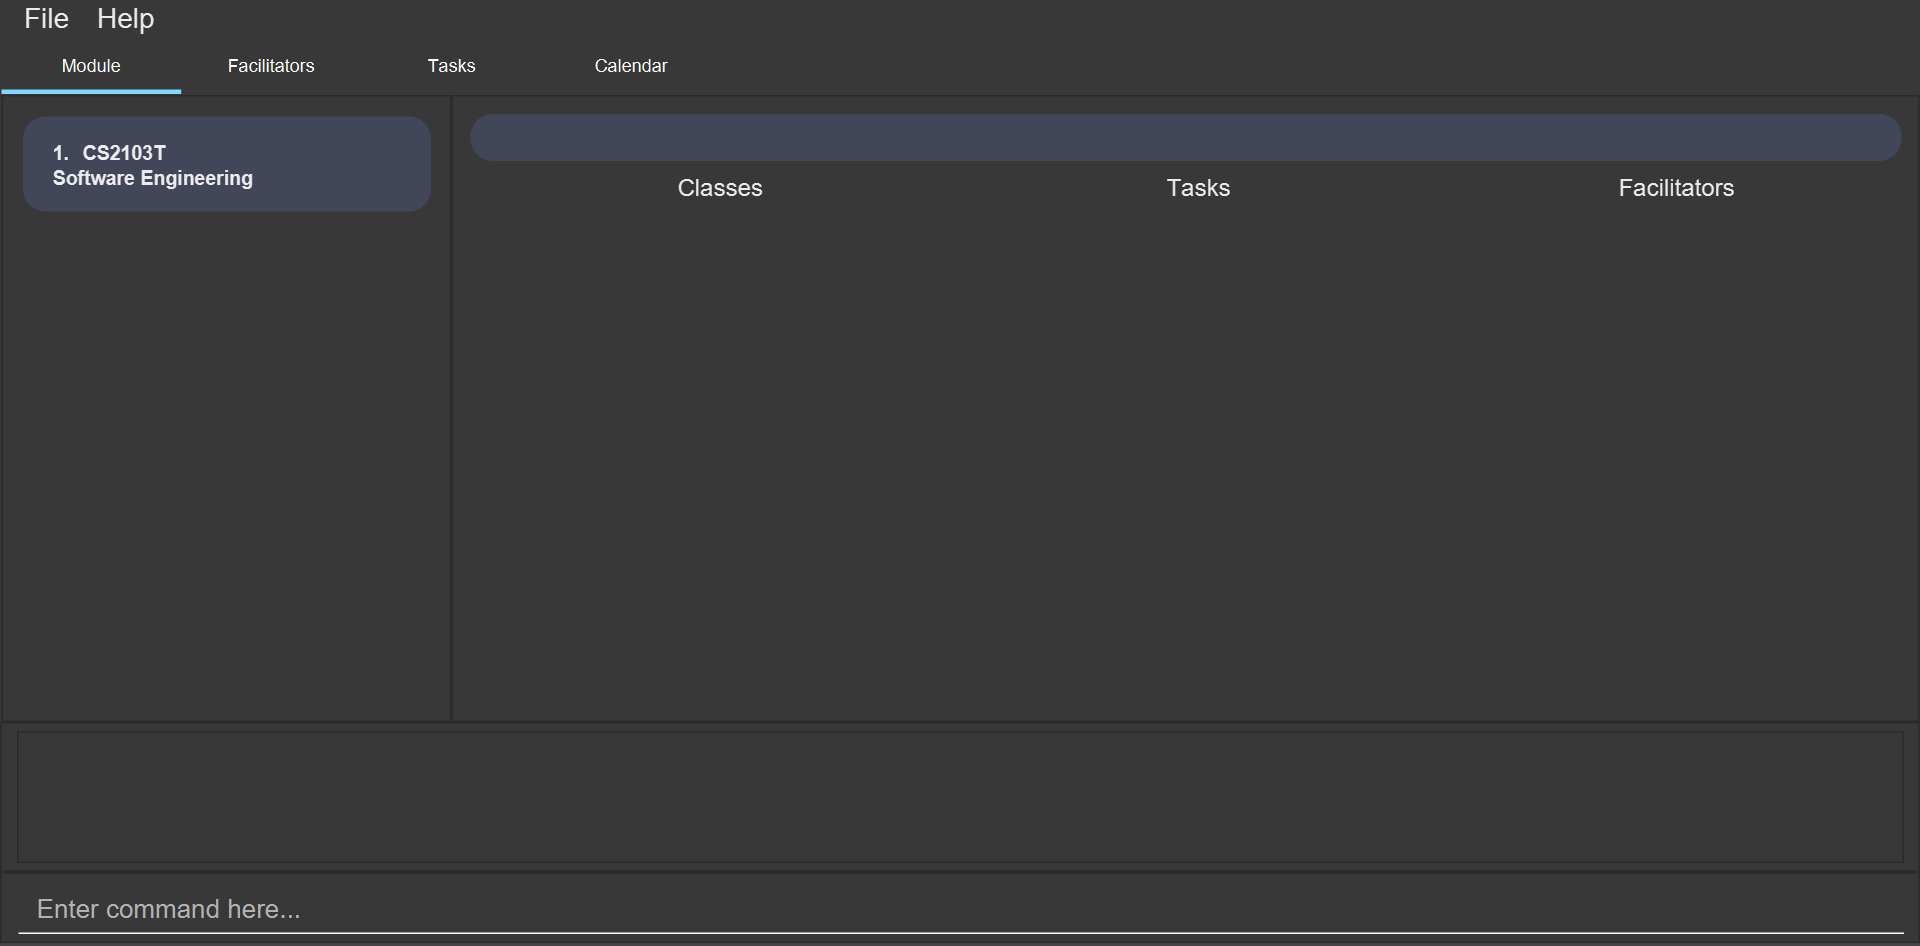 File Help
Module Facilitators Tasks Calendar
1. CS2103T
Software Engineering
Classes Tasks Facilitators
Enter command here...